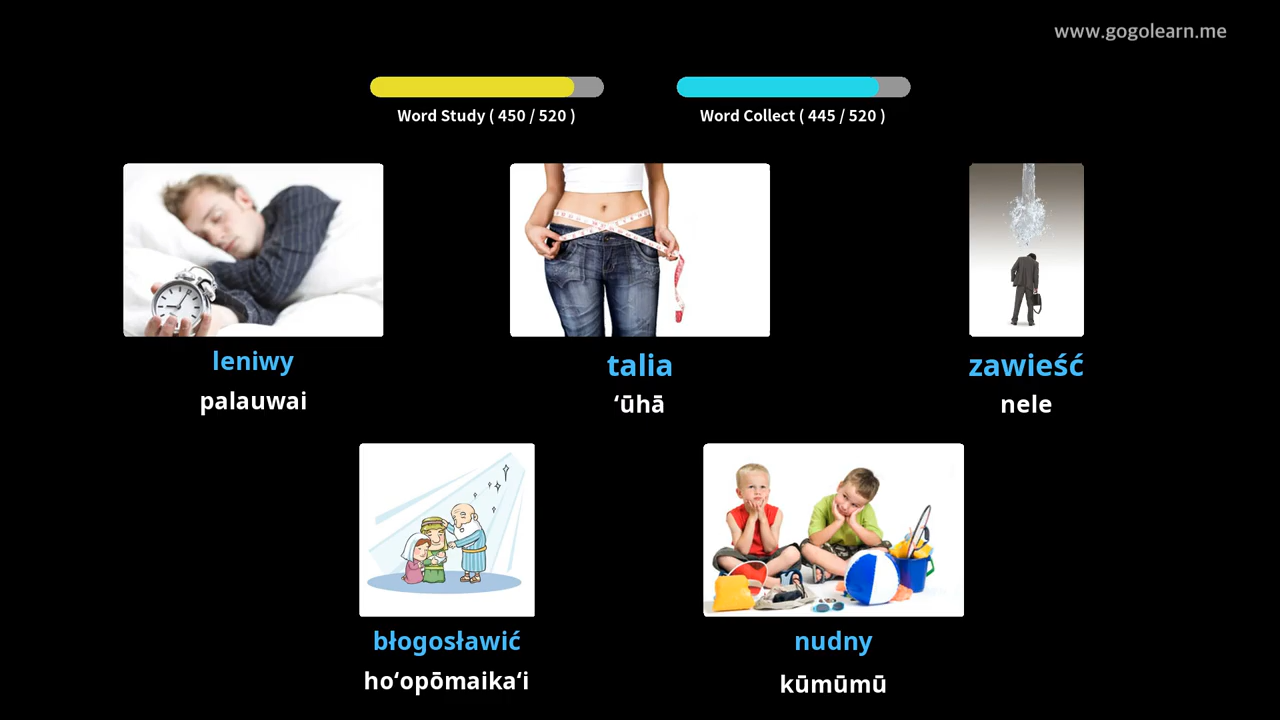 www.gogolearn.me
Word Study ( 450 / 520 )
Word Collect ( 445 / 520 )
leniwy
palauwai
talia
ʻūhā
zawieść
nele
błogosławić
hoʻopōmaikaʻi
nudny
kūmūmū